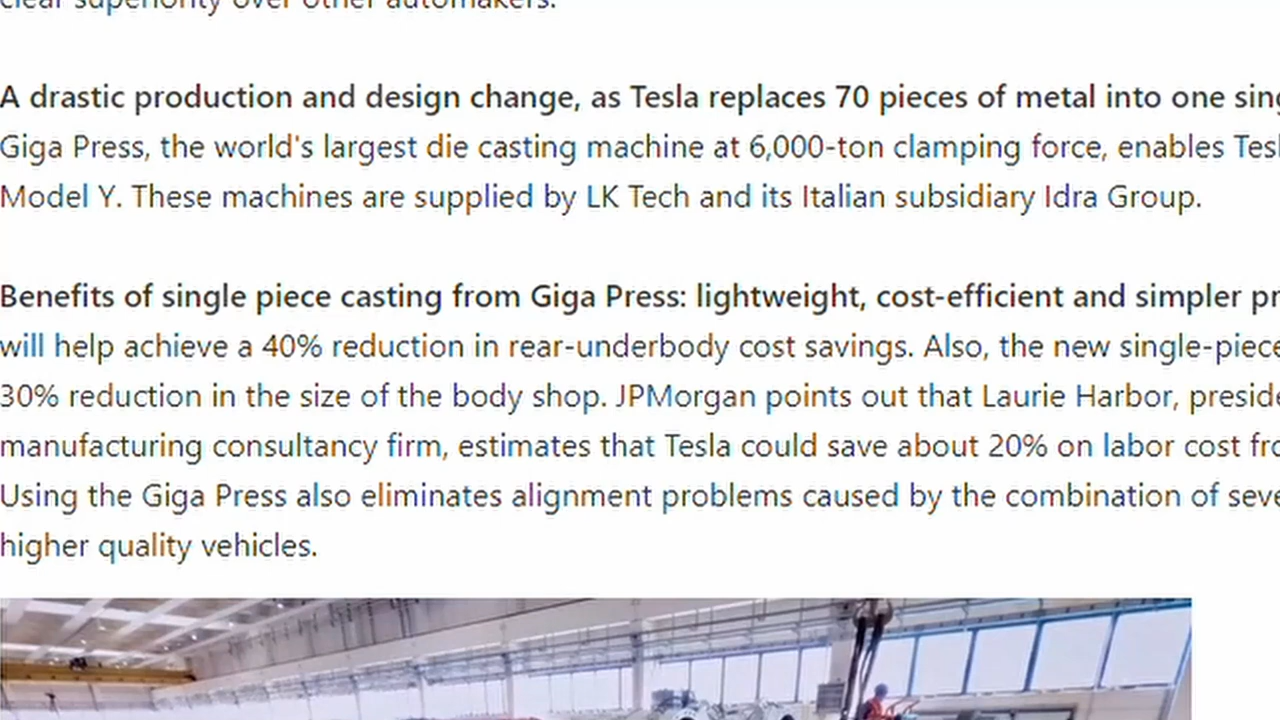 clear superiority over other automakers.
A drastic production and design change, as Tesla replaces 70 pieces of metal into one
Giga Press, the world's largest die casting machine at 6,000-ton clamping force, enables
Model Y. These machines are supplied by LK Tech and its Italian subsidiary Idra Group.
Benefits of single piece casting from Giga Press: lightweight, cost-efficient and simpler
will help achieve a 40% reduction in rear-underbody cost savings. Also, the new single-piece
30% reduction in the size of the body shop. JPMorgan points out that Laurie Harbor,
manufacturing consultancy firm, estimates that Tesla could save about 20% on labor cost
Using the Giga Press also eliminates alignment problems caused by the combination of
higher quality vehicles.